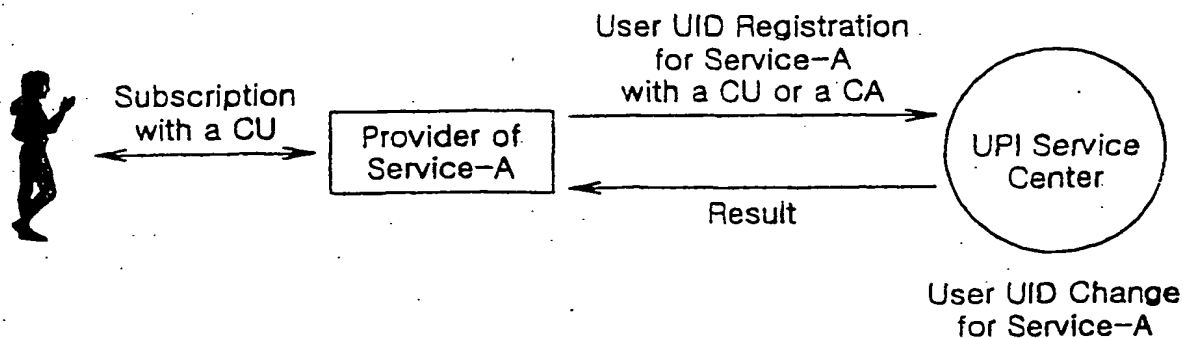 Subscription
with a CU
Provider of
Service-A
User UID Registration
for Service-A
with a CU or a CA
Result
UPI Service
Center
User UID Change
for Service-A